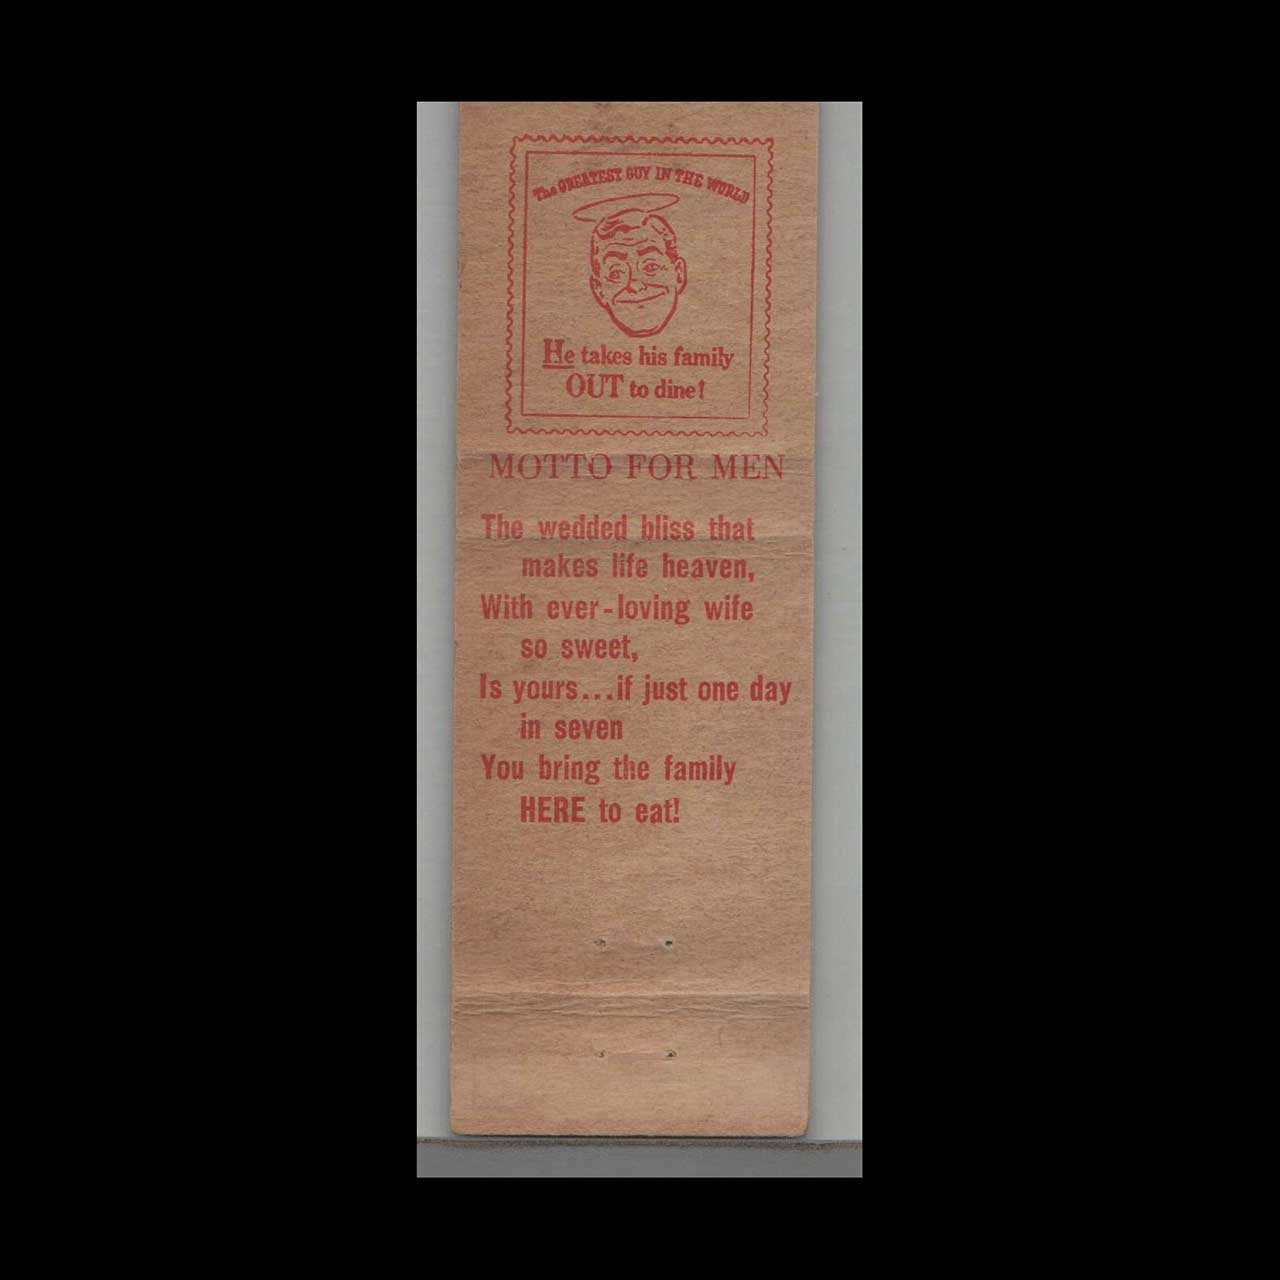 The GREATEST GUY IN THE WORLD
He takes his family
OUT to dine!
MOTTO FOR MEN
The wedded bliss that
makes life heaven,
With ever-loving wife
so sweet,
Is yours...if just one day
in seven
You bring the family
HERE to eat!